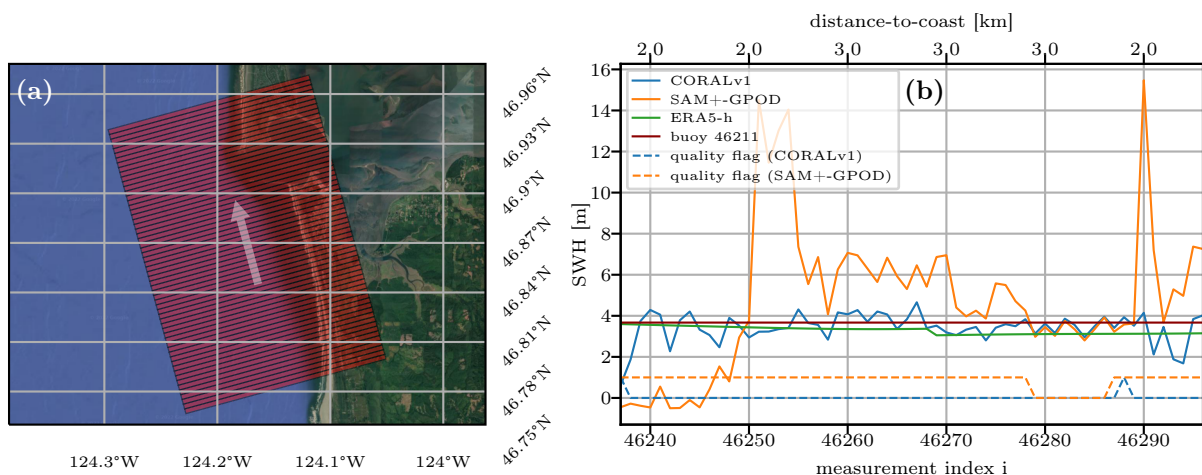 (a)
46.96°N
46.93°N
46.9°N
46.87°N
46.84°N
46.81°N
46.78°N
46.75°N
124.3°W 124.2°W 124.1°W 124°W
distance-to-coast [km]
2.0 2.0 3.0 3.0 3.0 2.0
(b)
CORALv1
SAM+-GPOD
ERA5-h
buoy 46211
quality flag (CORALv1)
quality flag (SAM+-GPOD)
SWH [m]
16
14
12
10
8
6
4
2
0
46240 46250 46260 46270 46280 46290
measurement index i